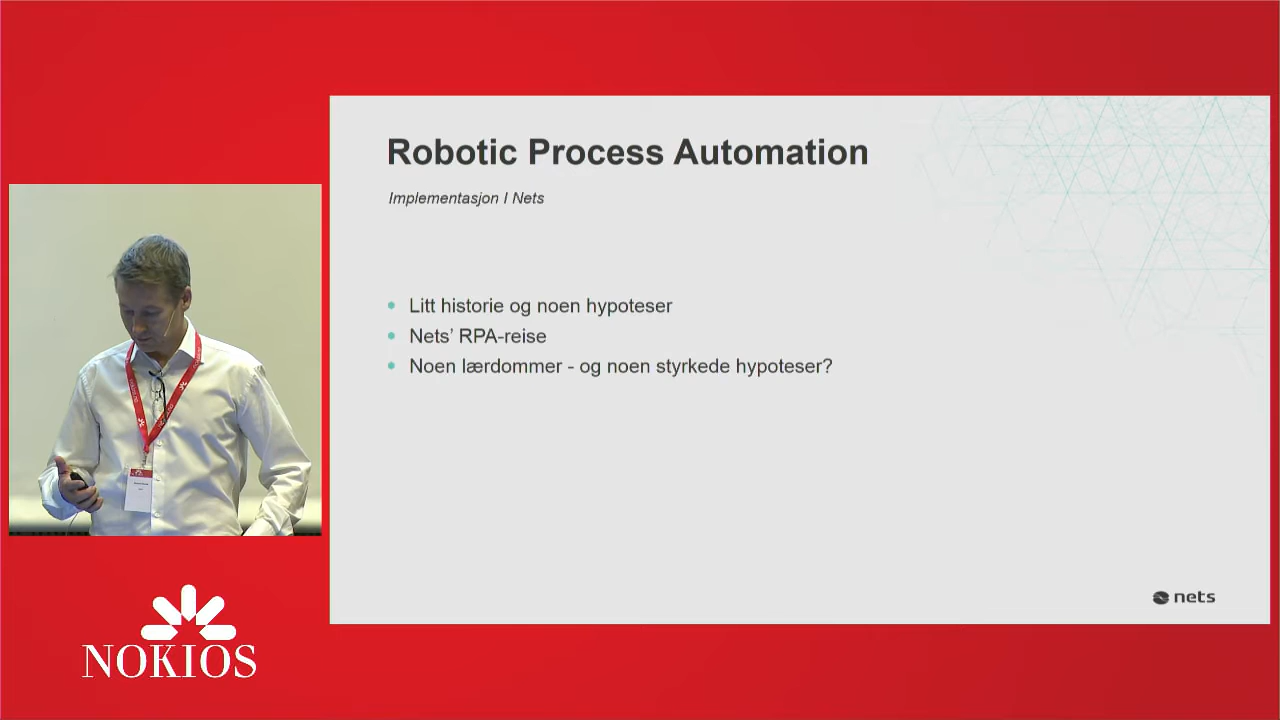 Robotic Process Automation
Implementasjon I Nets
• Litt historie og noen hypoteser
• Nets’ RPA-reise
• Noen lærdommer - og noen styrkede hypoteser?
nets
NOKIOS